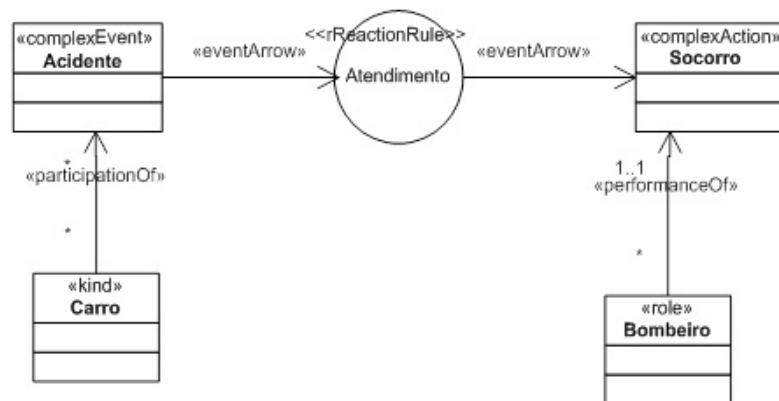 «complexEvent»
Acidente
«eventArrow»
<<rReactionRule>>
Atendimento
«eventArrow»
«complexAction»
Socorro
*
«participationOf»
*
1..1
«performanceOf»
*
«kind»
Carro
«role»
Bombeiro